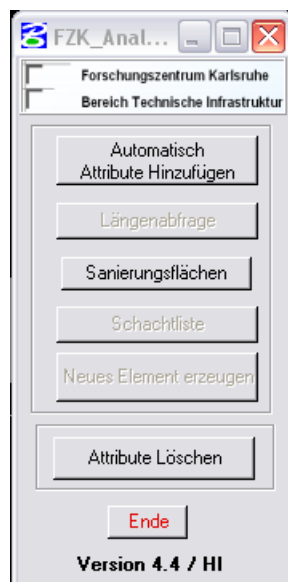 FZK_Anal...
Forschungszentrum Karlsruhe
Bereich Technische Infrastruktur
Automatisch
Attribute Hinzufügen
Längenabfrage
Sanierungsflächen
Schachtliste
Neues Element erzeugen
Attribute Löschen
Ende
Version 4.4 / HI